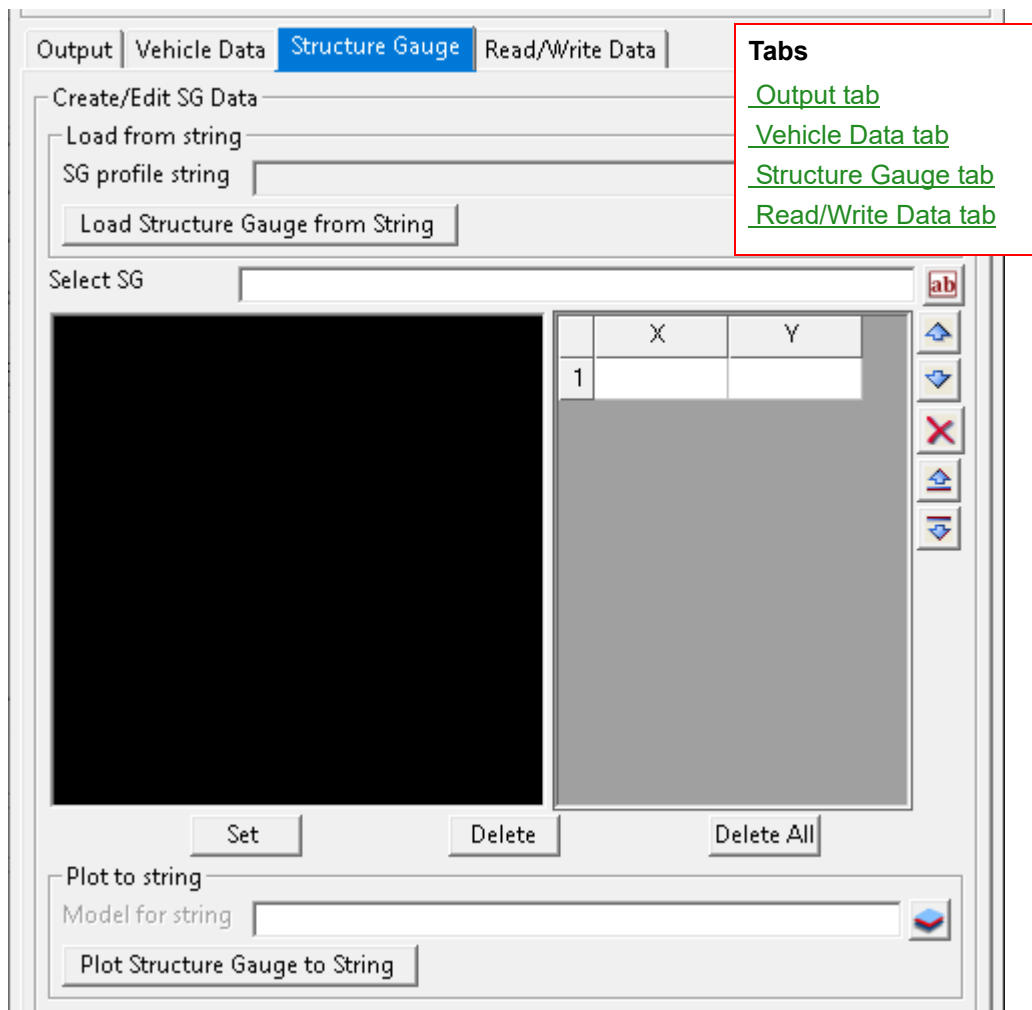 Output Vehicle Data Structure Gauge Read/Write Data
Tabs
Output tab
Vehicle Data tab
Structure Gauge tab
Read/Write Data tab
Create/Edit SG Data
Load from string
SG profile string
Load Structure Gauge from String
Select SG
ab
X Y
1
Set Delete Delete All
Plot to string
Model for string
Plot Structure Gauge to String